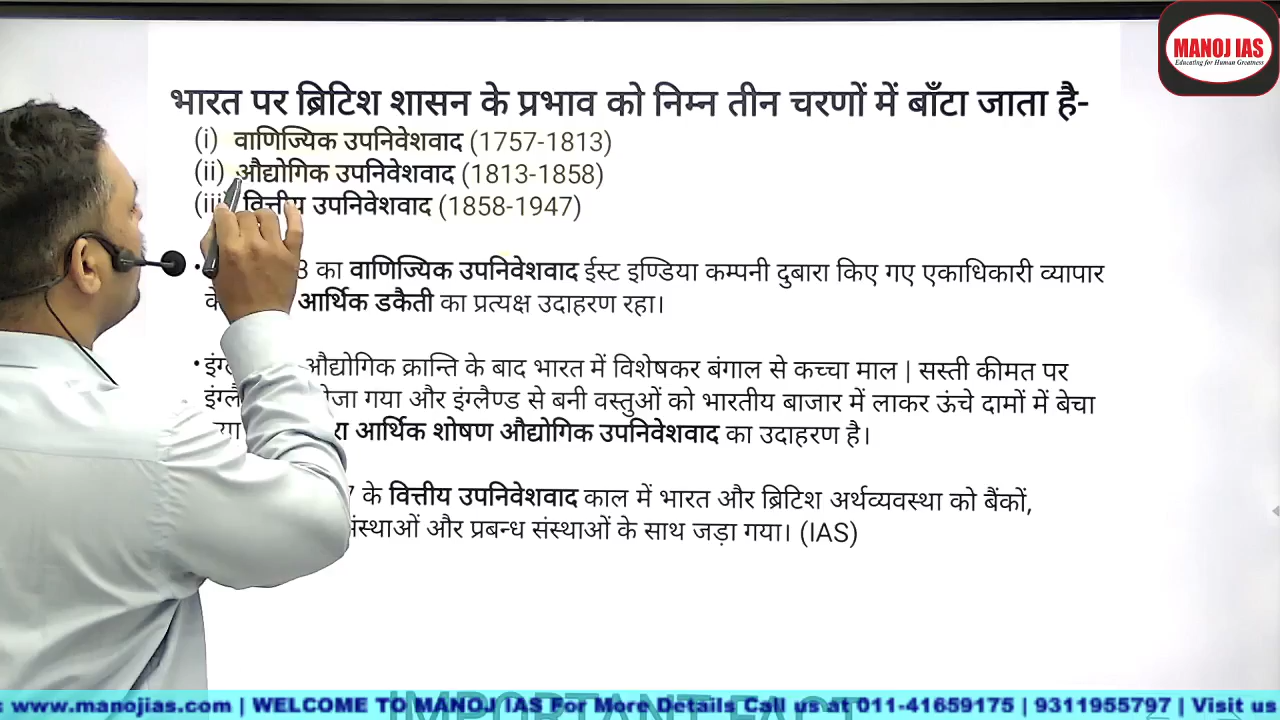 MANOJ IAS
Educating for Human Greatness
भारत पर ब्रिटिश शासन के प्रभाव को निम्न तीन चरणों में बाँटा जाता है-
(i) वाणिज्यिक उपनिवेशवाद (1757-1813)
(ii) औद्योगिक उपनिवेशवाद (1813-1858)
वित्तीय उपनिवेशवाद (1858-1947)
का वाणिज्यिक उपनिवेशवाद ईस्ट इण्डिया कम्पनी दुबारा किए गए एकाधिकारी व्यापार
आर्थिक डकैती का प्रत्यक्ष उदाहरण रहा।
औद्योगिक क्रान्ति के बाद भारत में विशेषकर बंगाल से कच्चा माल | सस्ती कीमत पर
गया और इंग्लैण्ड से बनी वस्तुओं को भारतीय बाजार में लाकर ऊंचे दामों में बेचा
आर्थिक शोषण औद्योगिक उपनिवेशवाद का उदाहरण है।
के वित्तीय उपनिवेशवाद काल में भारत और ब्रिटिश अर्थव्यवस्था को बैंकों,
और प्रबन्ध संस्थाओं के साथ जड़ा गया। (IAS)
www.manojias.com | WELCOME TO MANOJ IAS For More Details Call us at 011-41659175 | 9311955797 | Visit us